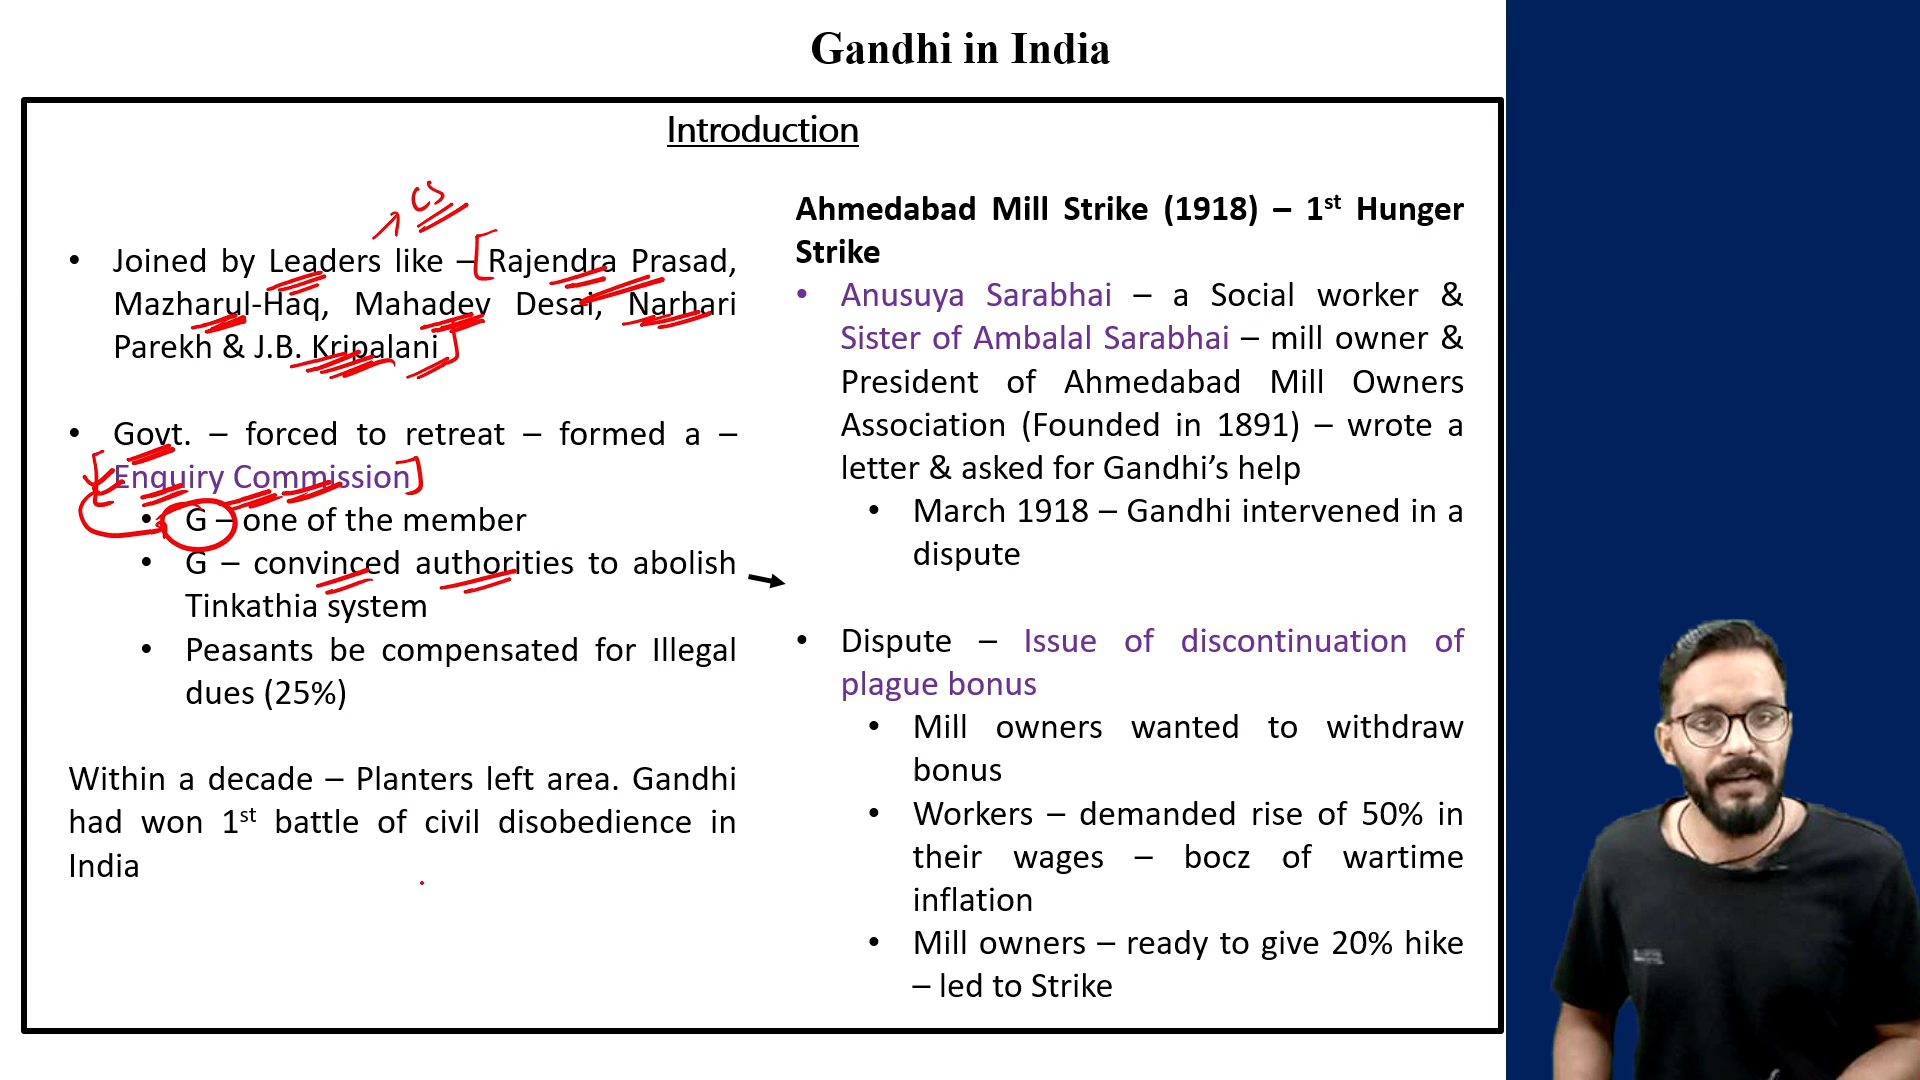 Gandhi in India
Introduction
CS
• Joined by Leaders like – [Rajendra Prasad,
Mazharul-Haq, Mahadev Desai, Narhari
Parekh & J.B. Kripalani]
• Govt. – forced to retreat – formed a –
[Enquiry Commission]
• G – one of the member
• G – convinced authorities to abolish
Tinkathia system
• Peasants be compensated for Illegal
dues (25%)
Within a decade – Planters left area. Gandhi
had won 1st battle of civil disobedience in
India
Ahmedabad Mill Strike (1918) – 1st Hunger
Strike
• Anusuya Sarabhai – a Social worker &
Sister of Ambalal Sarabhai – mill owner &
President of Ahmedabad Mill Owners
Association (Founded in 1891) – wrote a
letter & asked for Gandhi’s help
• March 1918 – Gandhi intervened in a
dispute
• Dispute – Issue of discontinuation of
plague bonus
• Mill owners wanted to withdraw
bonus
• Workers – demanded rise of 50% in
their wages – bocz of wartime
inflation
• Mill owners – ready to give 20% hike
– led to Strike